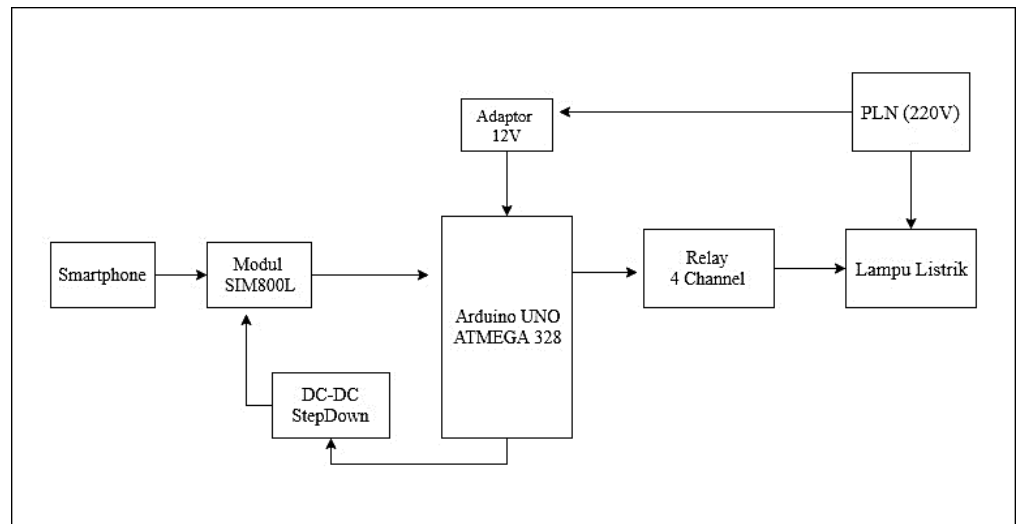 Adaptor
12V
PLN (220V)
Smartphone
Modul
SIM800L
Arduino UNO
ATMEGA 328
Relay
4 Channel
Lampu Listrik
DC-DC
StepDown